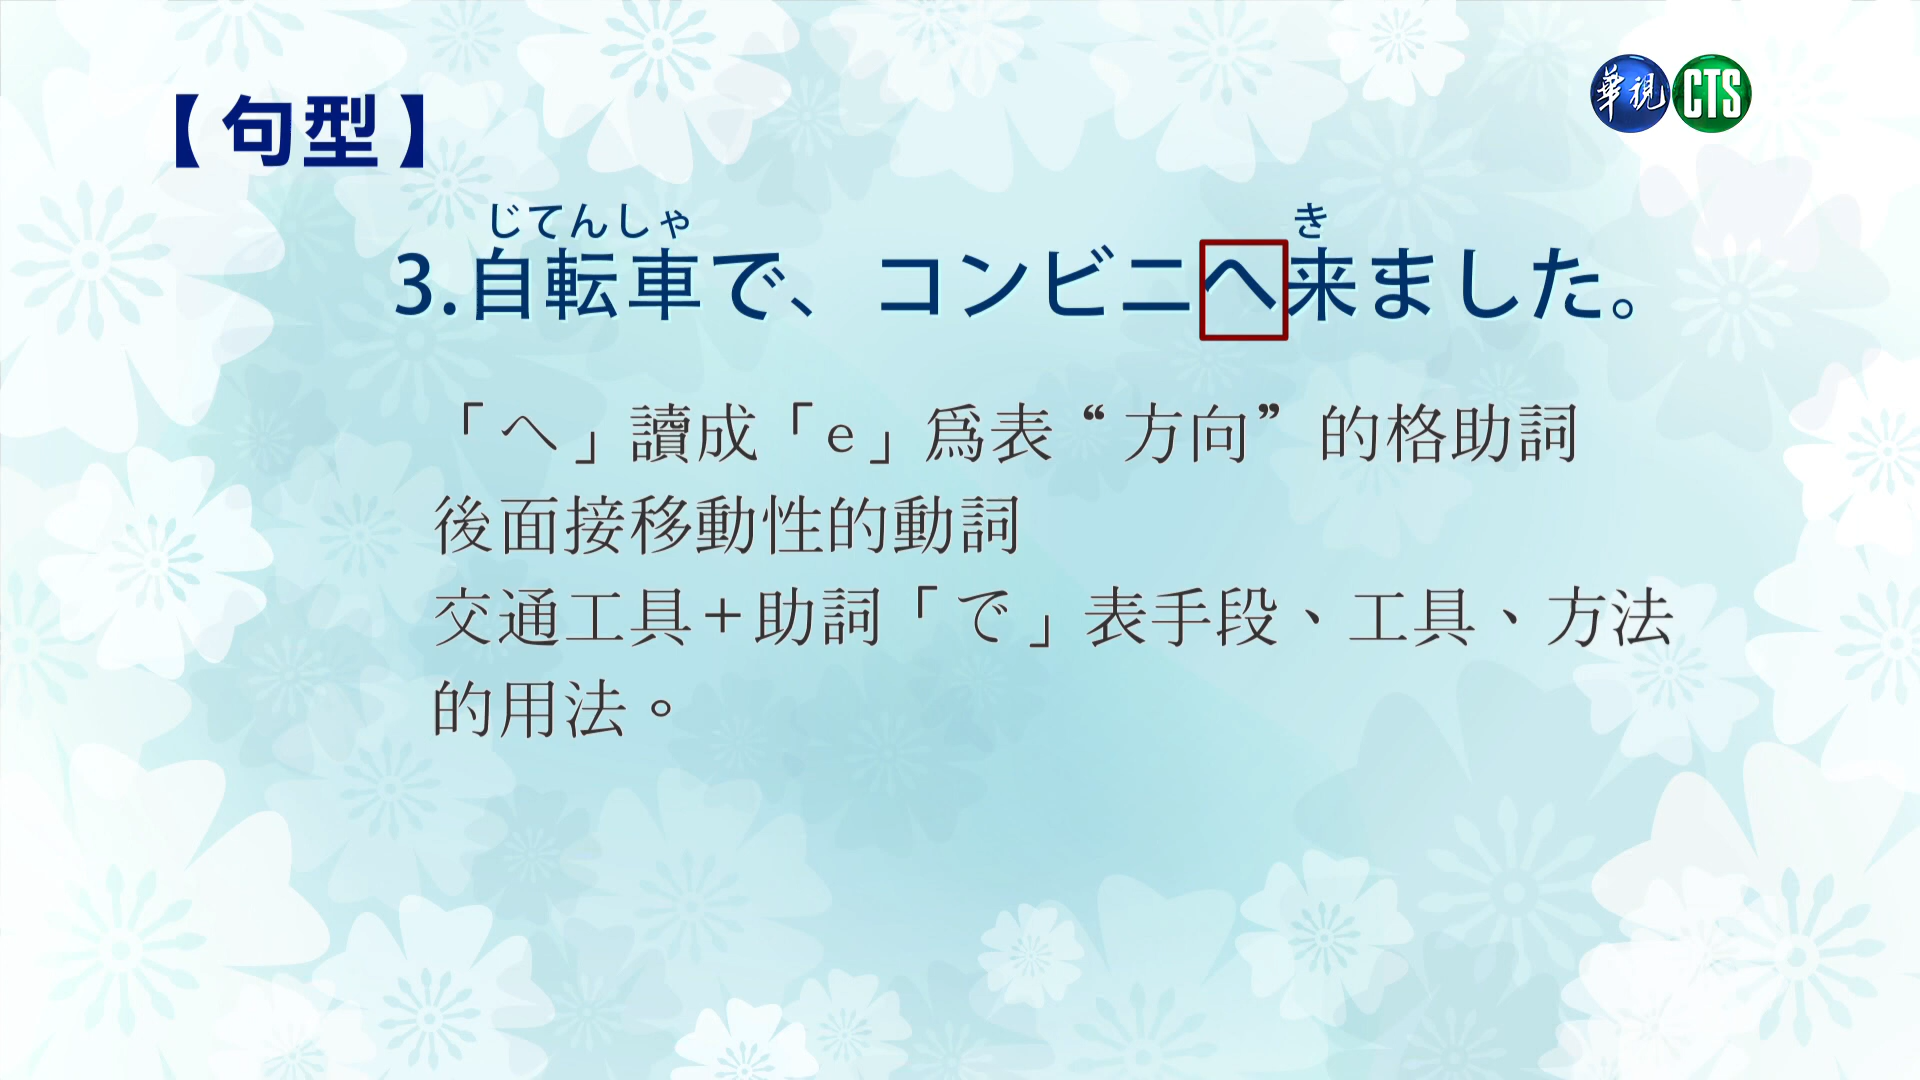 【句型】
華視 CTS
じてんしゃ き
3.自転車で、コンビニへ来ました。
「へ」讀成「e」爲表“方向”的格助詞
後面接移動性的動詞
交通工具＋助詞「で」表手段、工具、方法
的用法。